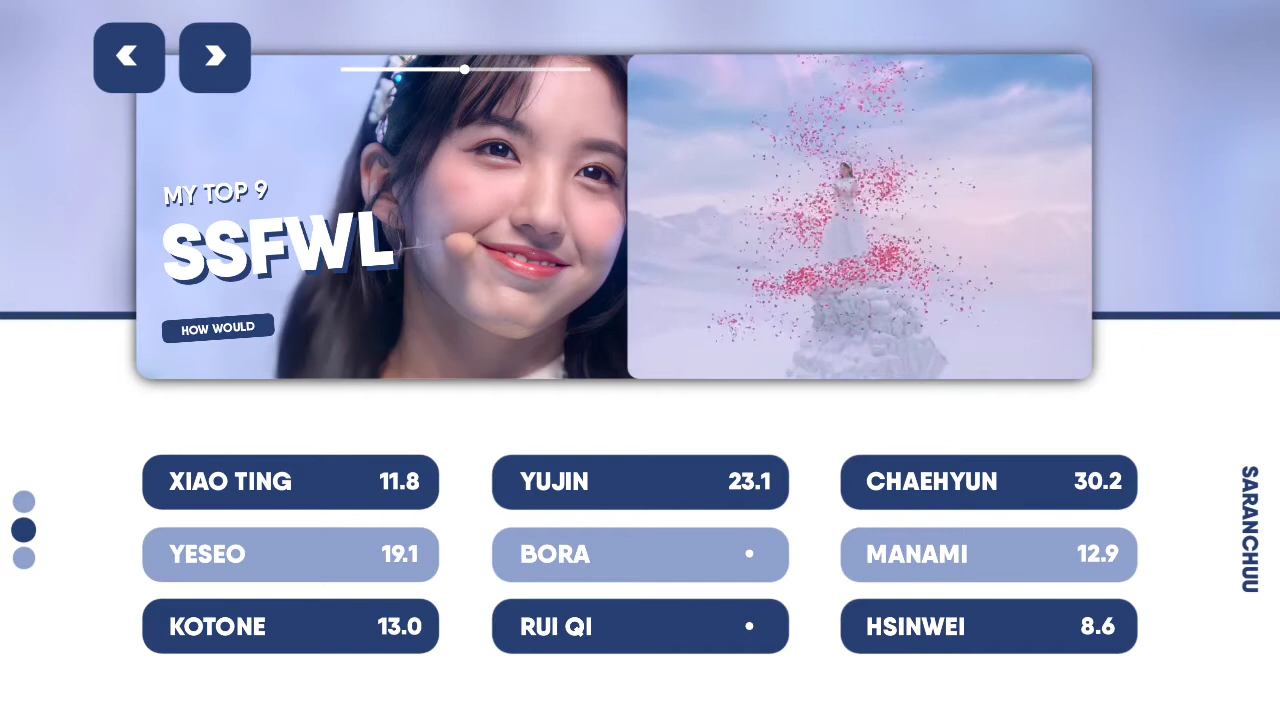 MY TOP 9
SSFWL
HOW WOULD
XIAO TING 11.8
YUJIN 23.1
CHAEHYUN 30.2
YESEO 19.1
BORA •
MANAMI 12.9
KOTONE 13.0
RUI QI •
HSINWEI 8.6
SARANCHUU